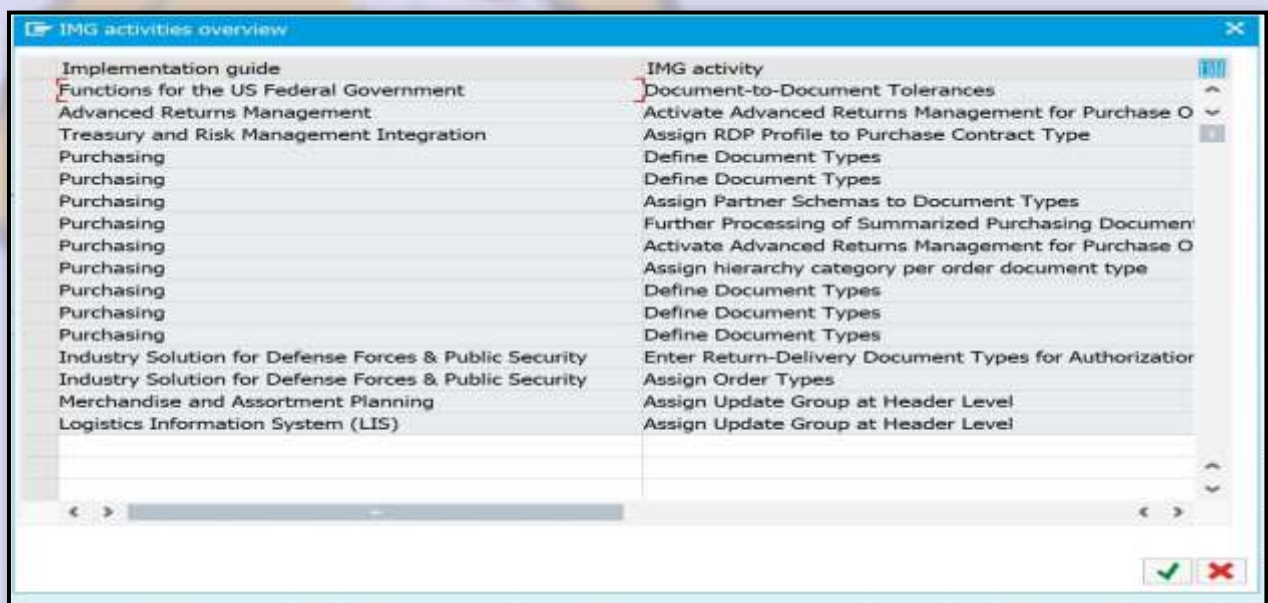 IMG activities overview
Implementation guide IMG activity
Functions for the US Federal Government Document-to-Document Tolerances
Advanced Returns Management Activate Advanced Returns Management for Purchase O
Treasury and Risk Management Integration Assign RDP Profile to Purchase Contract Type
Purchasing Define Document Types
Purchasing Define Document Types
Purchasing Assign Partner Schemas to Document Types
Purchasing Further Processing of Summarized Purchasing Document
Purchasing Activate Advanced Returns Management for Purchase O
Purchasing Assign hierarchy category per order document type
Purchasing Define Document Types
Purchasing Define Document Types
Purchasing Define Document Types
Industry Solution for Defense Forces & Public Security Enter Return-Delivery Document Types for Authorization
Industry Solution for Defense Forces & Public Security Assign Order Types
Merchandise and Assortment Planning Assign Update Group at Header Level
Logistics Information System (LIS) Assign Update Group at Header Level